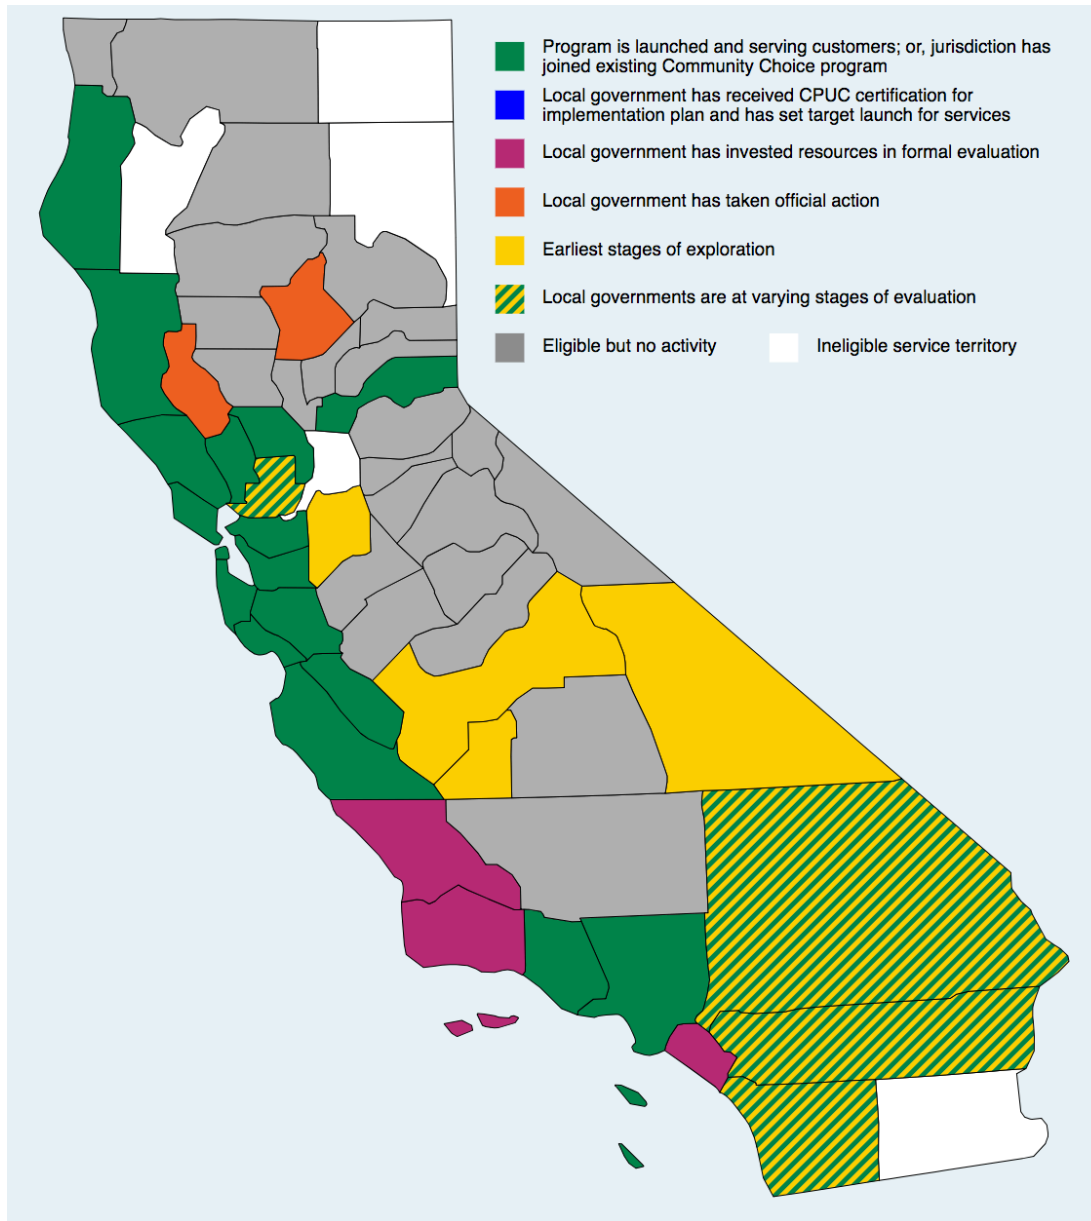 Program is launched and serving customers; or, jurisdiction has
joined existing Community Choice program
Local government has received CPUC certification for
implementation plan and has set target launch for services
Local government has invested resources in formal evaluation
Local government has taken official action
Earliest stages of exploration
Local governments are at varying stages of evaluation
Eligible but no activity
Ineligible service territory